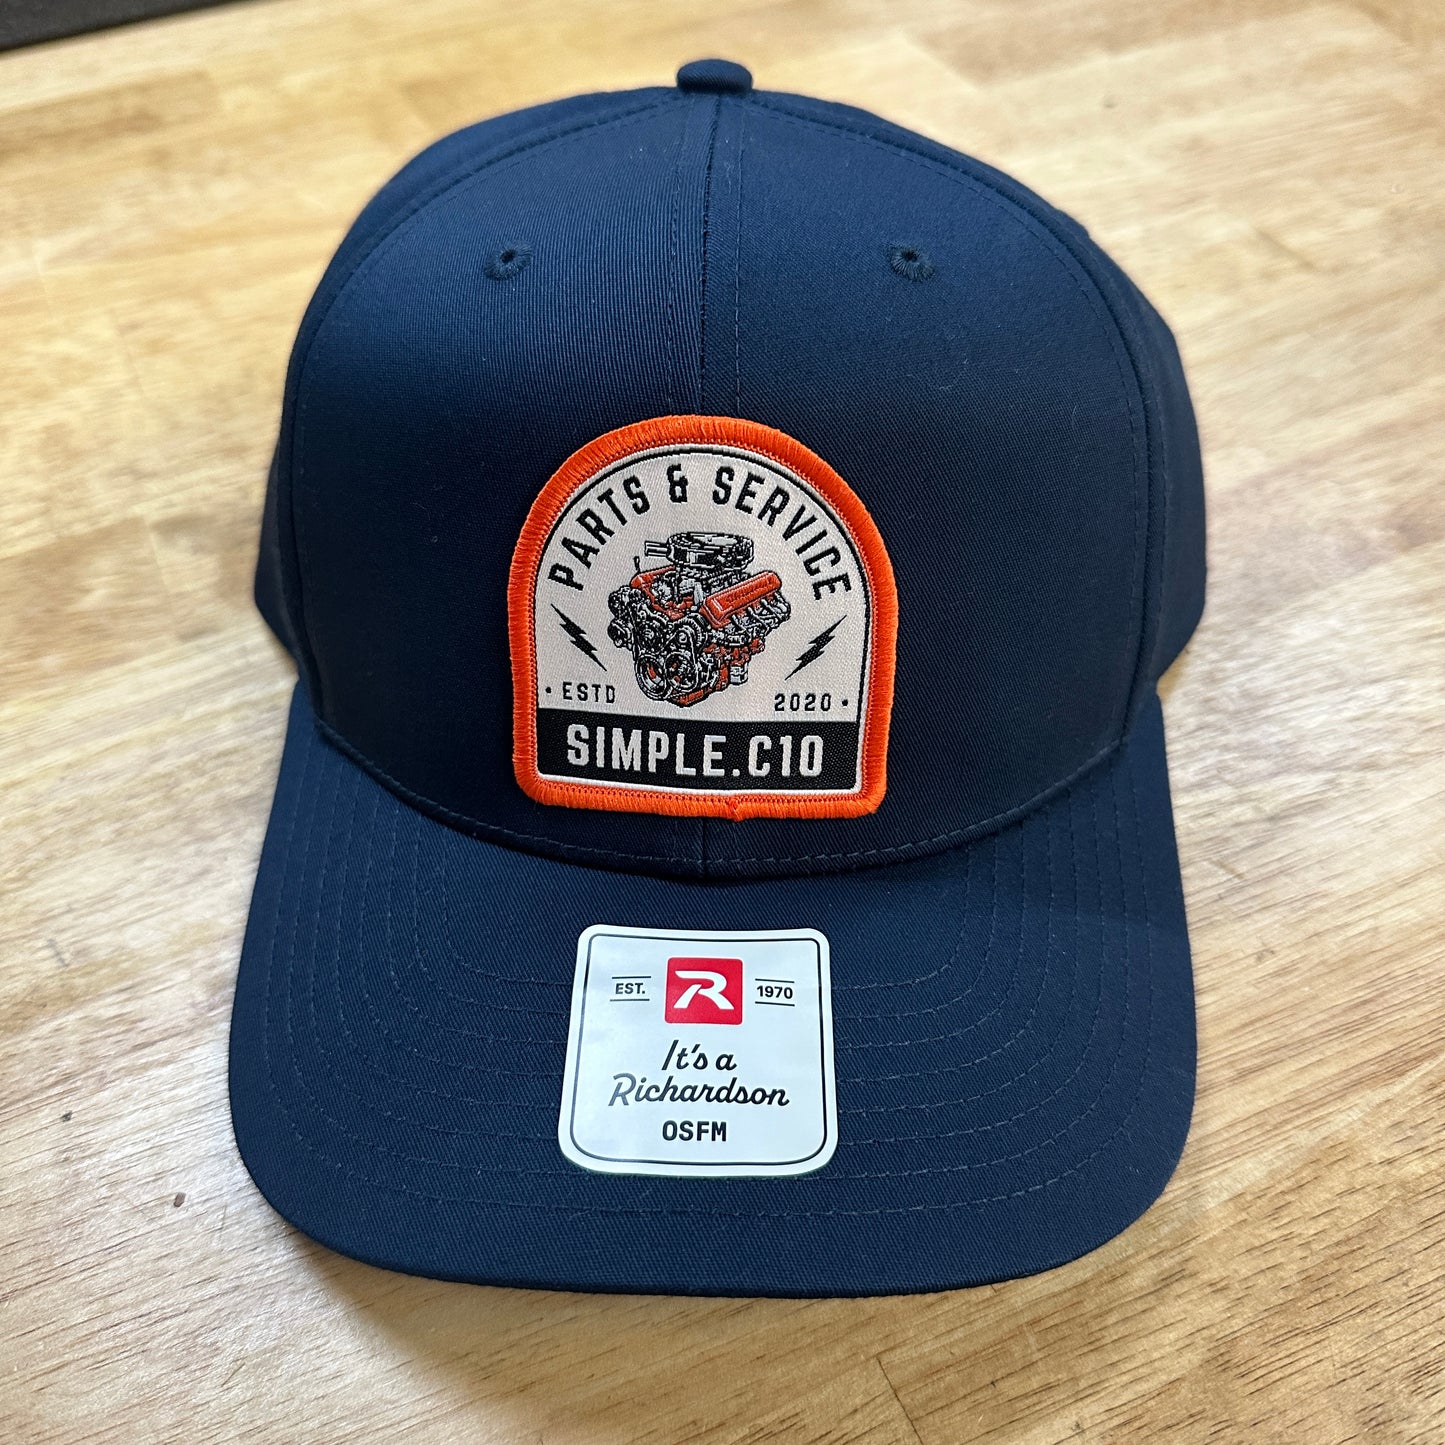 PARTS & SERVICE
• ESTD 2020 •
SIMPLE.C10
EST. R 1970
It's a
Richardson
OSFM